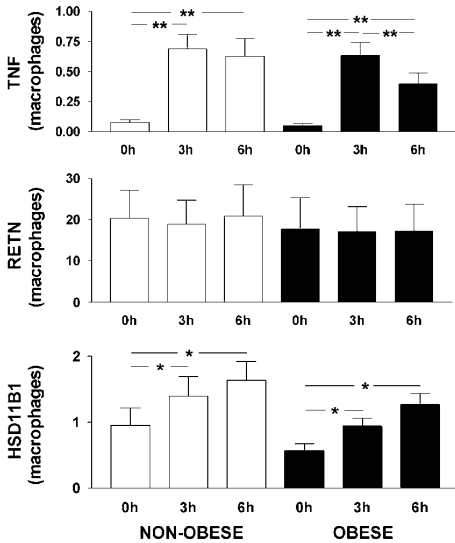 TNF
(macrophages)
1.00
0.75
0.50
0.25
0.00
**
**
**
**
**
0h
3h
6h
0h
3h
6h
RETN
(macrophages)
30
20
10
0
0h
3h
6h
0h
3h
6h
HSD11B1
(macrophages)
2
1
0
*
*
*
*
0h
3h
6h
0h
3h
6h
NON-OBESE
OBESE